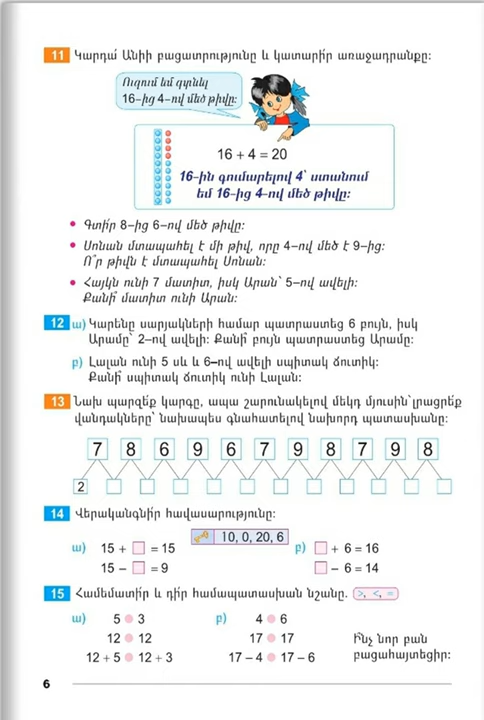 11 Կարդա՛ Անիի բացատրությունը և կատարի՛ր առաջադրանքը:
Ուզում եմ գտնել
16–ից 4–ով մեծ թիվը:
16 + 4 = 20
16–ին գումարելով 4՝ ստանում
եմ 16–ից 4–ով մեծ թիվը:
• Գտի՛ր 8–ից 6–ով մեծ թիվը:
• Սոնան մտապահել է մի թիվ, որը 4–ով մեծ է 9–ից:
Ո՞ր թիվն է մտապահել Սոնան:
• Հայկն ունի 7 մատիտ, իսկ Արան՝ 5–ով ավելի:
Քանի՞ մատիտ ունի Արան:
12 ա) Կարենը սարյակների համար պատրաստեց 6 բույն, իսկ
Արամը՝ 2–ով ավելի: Քանի՞ բույն պատրաստեց Արամը:
բ) Լալան ունի 5 սև և 6–ով ավելի սպիտակ ճուտիկ:
Քանի՞ սպիտակ ճուտիկ ունի Լալան:
13 Նախ պարզե՛ք կարգը, ապա շարունակելով մեկդ մյուսին՝ լրացրե՛ք
վանդակները՝ նախապես գնահատելով նախորդ պատասխանը:
7 8 6 9 6 7 9 8 7 9 8
2
14 Վերականգնի՛ր հավասարությունը:
10, 0, 20, 6
ա) 15 + □ = 15 բ) □ + 6 = 16
15 – □ = 9 □ – 6 = 14
15 Համեմատի՛ր և դի՛ր համապատասխան նշանը. >, <, =
ա) 5 3 բ) 4 6
12 12 17 17 Ի՞նչ նոր բան
12 + 5 12 + 3 17 – 4 17 – 6 բացահայտեցիր:
6